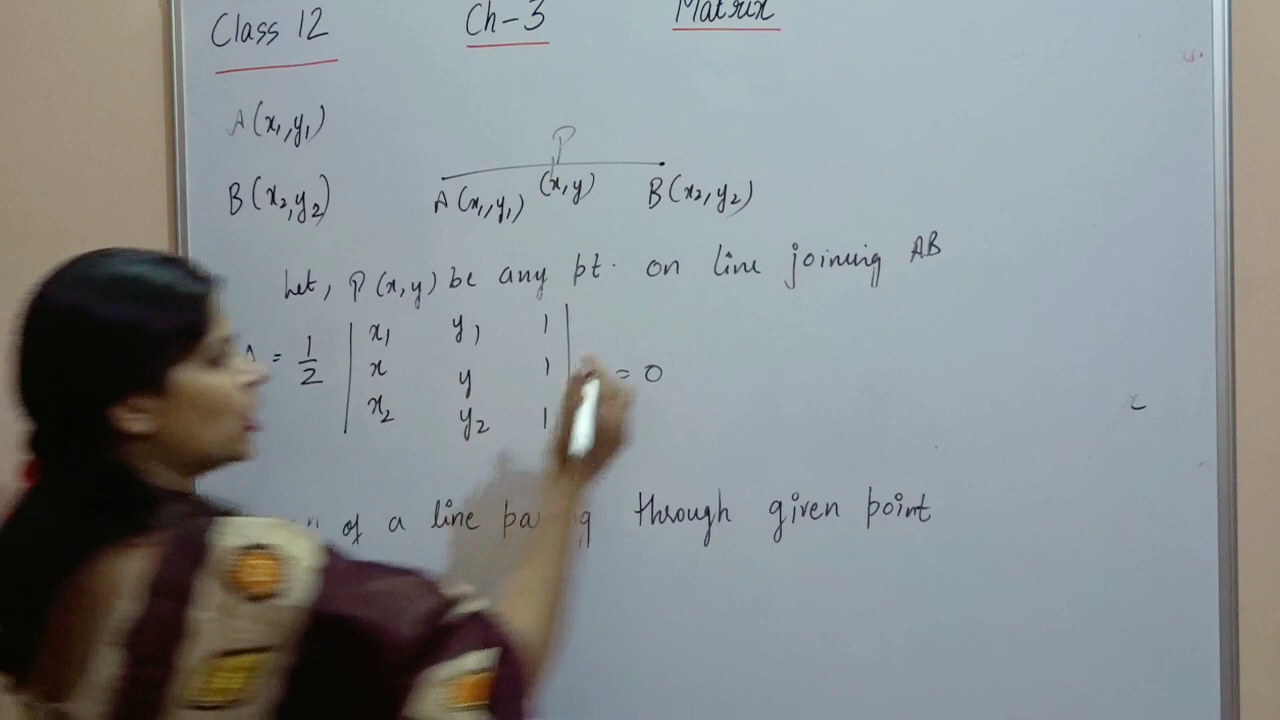 Class 12 Ch-3 Matrix
A(x₁,y₁)
P
B(x₂,y₂) A(x₁,y₁) (x,y) B(x₂,y₂)
Let, P(x,y) be any pt. on line joining AB
= 1/2 | x₁ y₁ 1 |
| x y 1 | = 0
| x₂ y₂ 1
of a line through given point